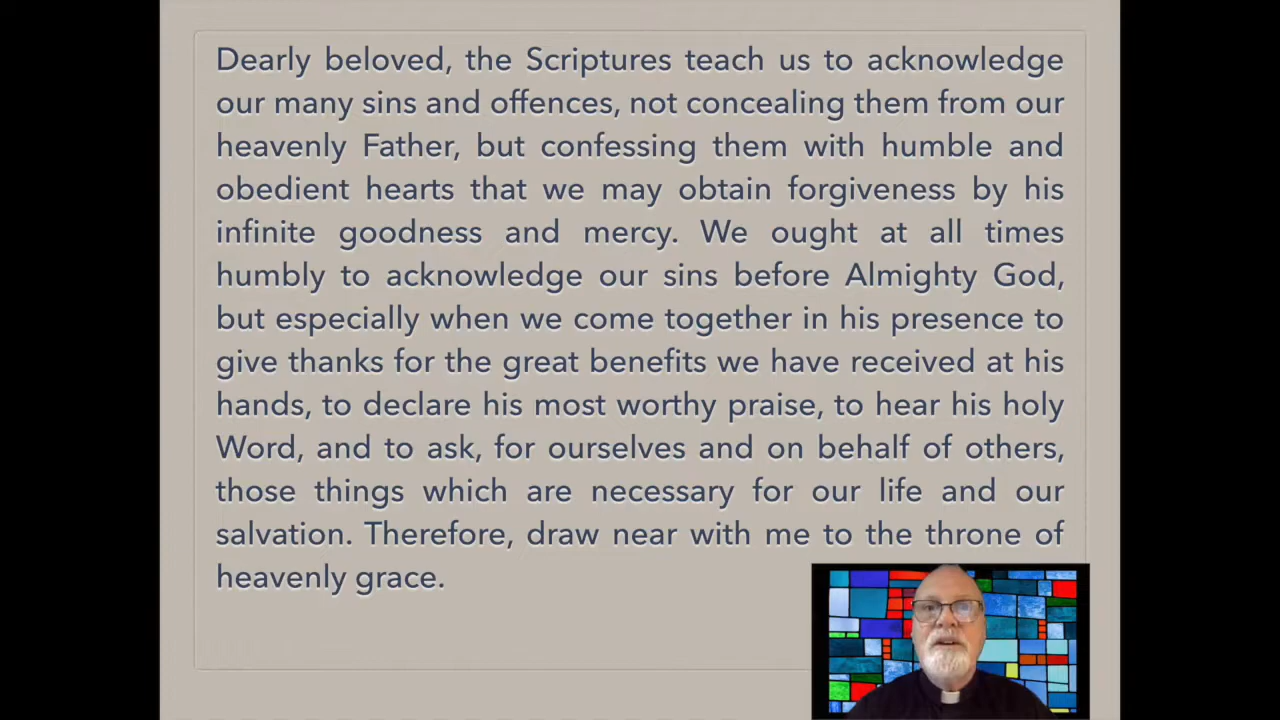 Dearly beloved, the Scriptures teach us to acknowledge
our many sins and offences, not concealing them from our
heavenly Father, but confessing them with humble and
obedient hearts that we may obtain forgiveness by his
infinite goodness and mercy. We ought at all times
humbly to acknowledge our sins before Almighty God,
but especially when we come together in his presence to
give thanks for the great benefits we have received at his
hands, to declare his most worthy praise, to hear his holy
Word, and to ask, for ourselves and on behalf of others,
those things which are necessary for our life and our
salvation. Therefore, draw near with me to the throne of
heavenly grace.